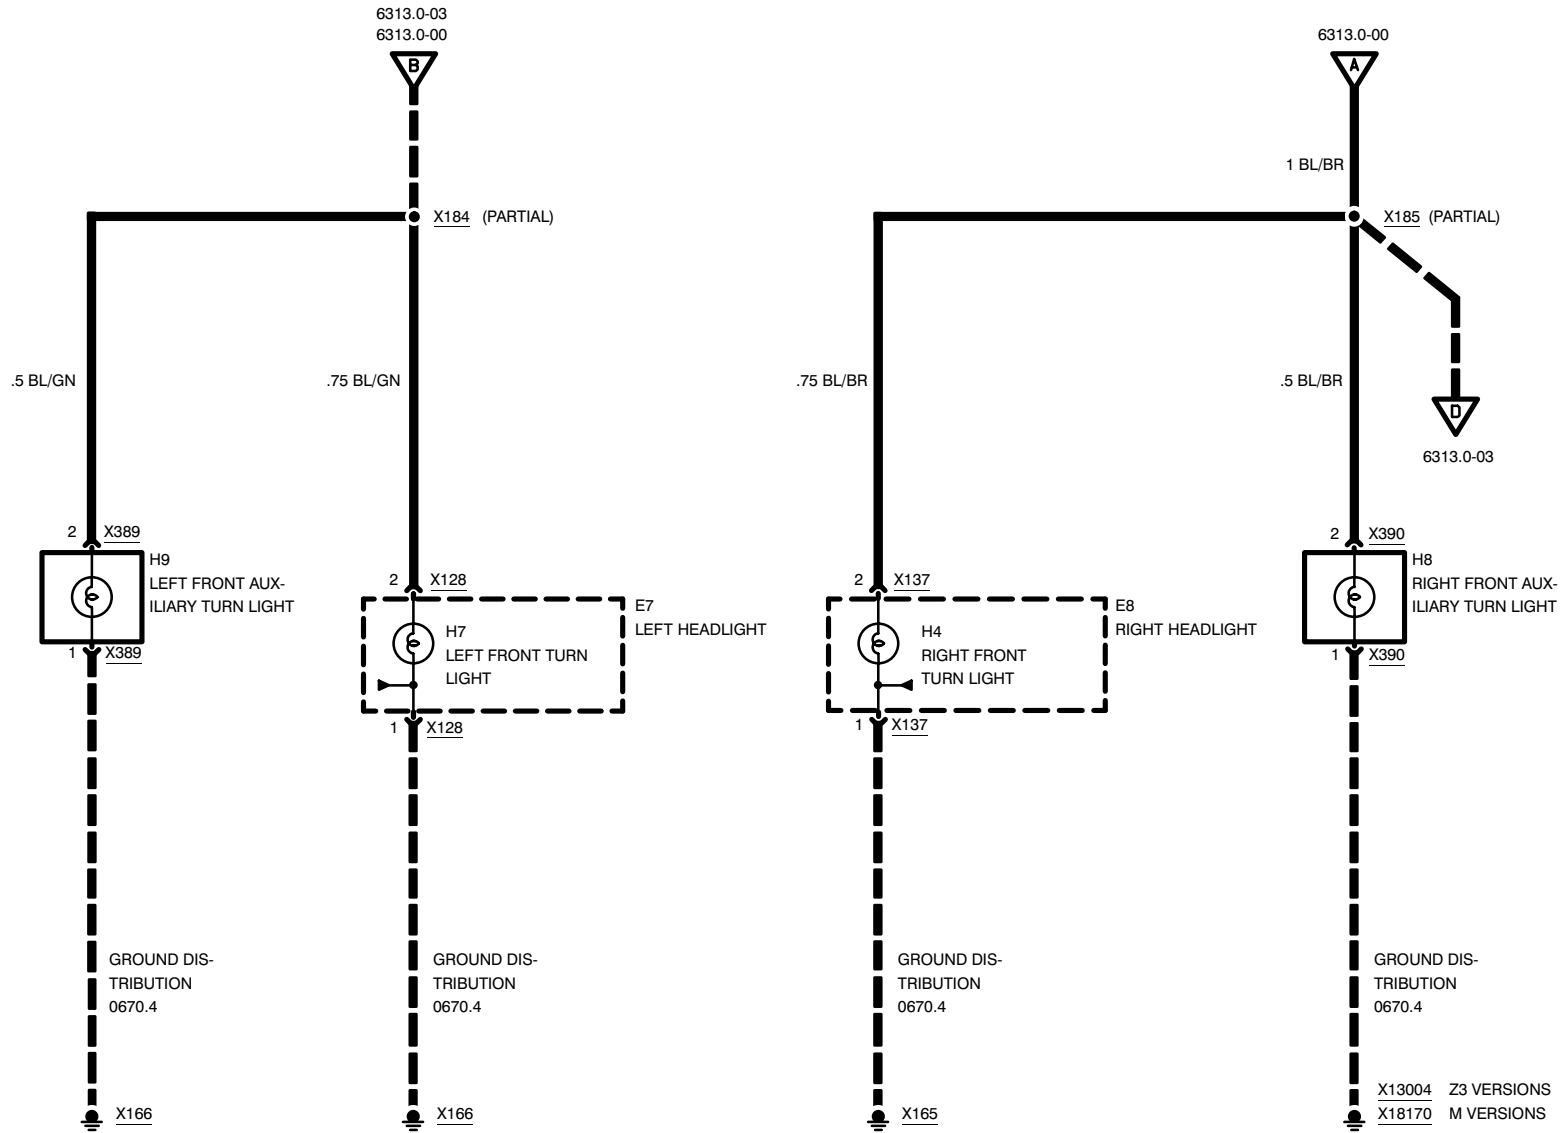 6313.0-03
6313.0-00
B
6313.0-00
A
1 BL/BR
X184 (PARTIAL)
X185 (PARTIAL)
.5 BL/GN
.75 BL/GN
.75 BL/BR
.5 BL/BR
D
6313.0-03
2 X389
H9
LEFT FRONT AUX-
ILIARY TURN LIGHT
1 X389
2 X128
E7
LEFT HEADLIGHT
H7
LEFT FRONT TURN
LIGHT
1 X128
2 X137
E8
RIGHT HEADLIGHT
H4
RIGHT FRONT
TURN LIGHT
1 X137
2 X390
H8
RIGHT FRONT AUX-
ILIARY TURN LIGHT
1 X390
GROUND DIS-
TRIBUTION
0670.4
GROUND DIS-
TRIBUTION
0670.4
GROUND DIS-
TRIBUTION
0670.4
GROUND DIS-
TRIBUTION
0670.4
X166
X166
X165
X13004 Z3 VERSIONS
X18170 M VERSIONS